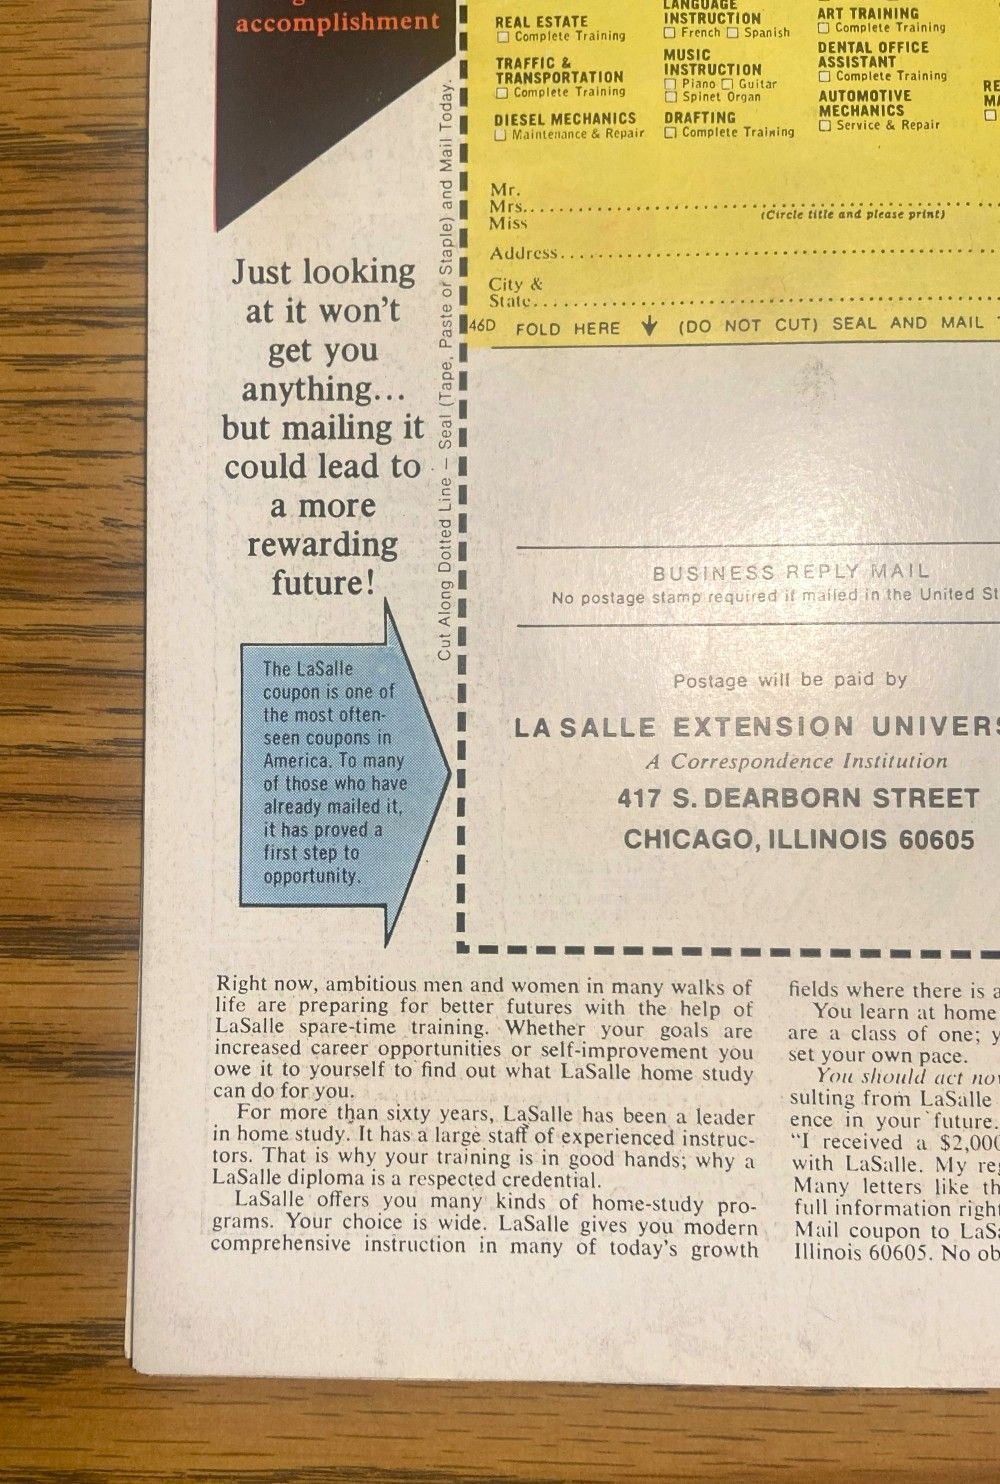 accomplishment
Just looking
at it won't
get you
anything...
but mailing it
could lead to
a more
rewarding
future!
The LaSalle
coupon is one of
the most often-
seen coupons in
America. To many
of those who have
already mailed it,
it has proved a
first step to
opportunity.
Cut Along Dotted Line – Seal (Tape, Paste or Staple) and Mail Today.
REAL ESTATE
☐ Complete Training
TRAFFIC &
TRANSPORTATION
☐ Complete Training
DIESEL MECHANICS
☐ Maintenance & Repair
LANGUAGE
INSTRUCTION
☐ French ☐ Spanish
MUSIC
INSTRUCTION
☐ Piano ☐ Guitar
☐ Spinet Organ
DRAFTING
☐ Complete Training
ART TRAINING
☐ Complete Training
DENTAL OFFICE
ASSISTANT
☐ Complete Training
AUTOMOTIVE
MECHANICS
☐ Service & Repair
RE
MA
Mr.
Mrs.
Miss
(Circle title and please print)
Address
City &
State
46D FOLD HERE (DO NOT CUT) SEAL AND MAIL
BUSINESS REPLY MAIL
No postage stamp required if mailed in the United St
Postage will be paid by
LA SALLE EXTENSION UNIVERS
A Correspondence Institution
417 S. DEARBORN STREET
CHICAGO, ILLINOIS 60605
Right now, ambitious men and women in many walks of
life are preparing for better futures with the help of
LaSalle spare-time training. Whether your goals are
increased career opportunities or self-improvement you
owe it to yourself to find out what LaSalle home study
can do for you.
For more than sixty years, LaSalle has been a leader
in home study. It has a large staff of experienced instruc-
tors. That is why your training is in good hands; why a
LaSalle diploma is a respected credential.
LaSalle offers you many kinds of home-study pro-
grams. Your choice is wide. LaSalle gives you modern
comprehensive instruction in many of today's growth
fields where there is a
You learn at home
are a class of one; y
set your own pace.
You should act now
sulting from LaSalle
ence in your future.
"I received a $2,000
with LaSalle. My reg
Many letters like th
full information right
Mail coupon to LaSa
Illinois 60605. No ob